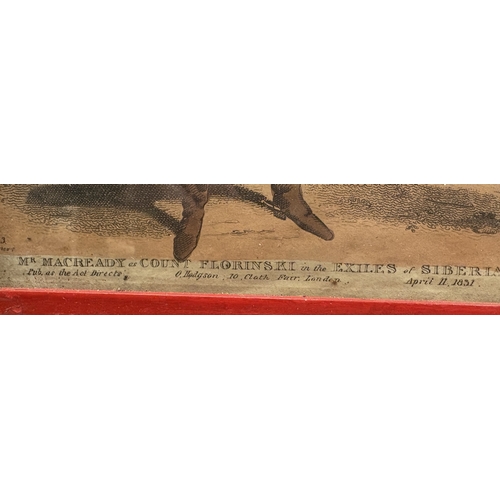 MR MACREADY as COUNT FLORINSKI in the EXILES of SIBERIA
Pub. as the Act Directs O. Hodgson, 10, Cloth Fair, London April 11, 1831.